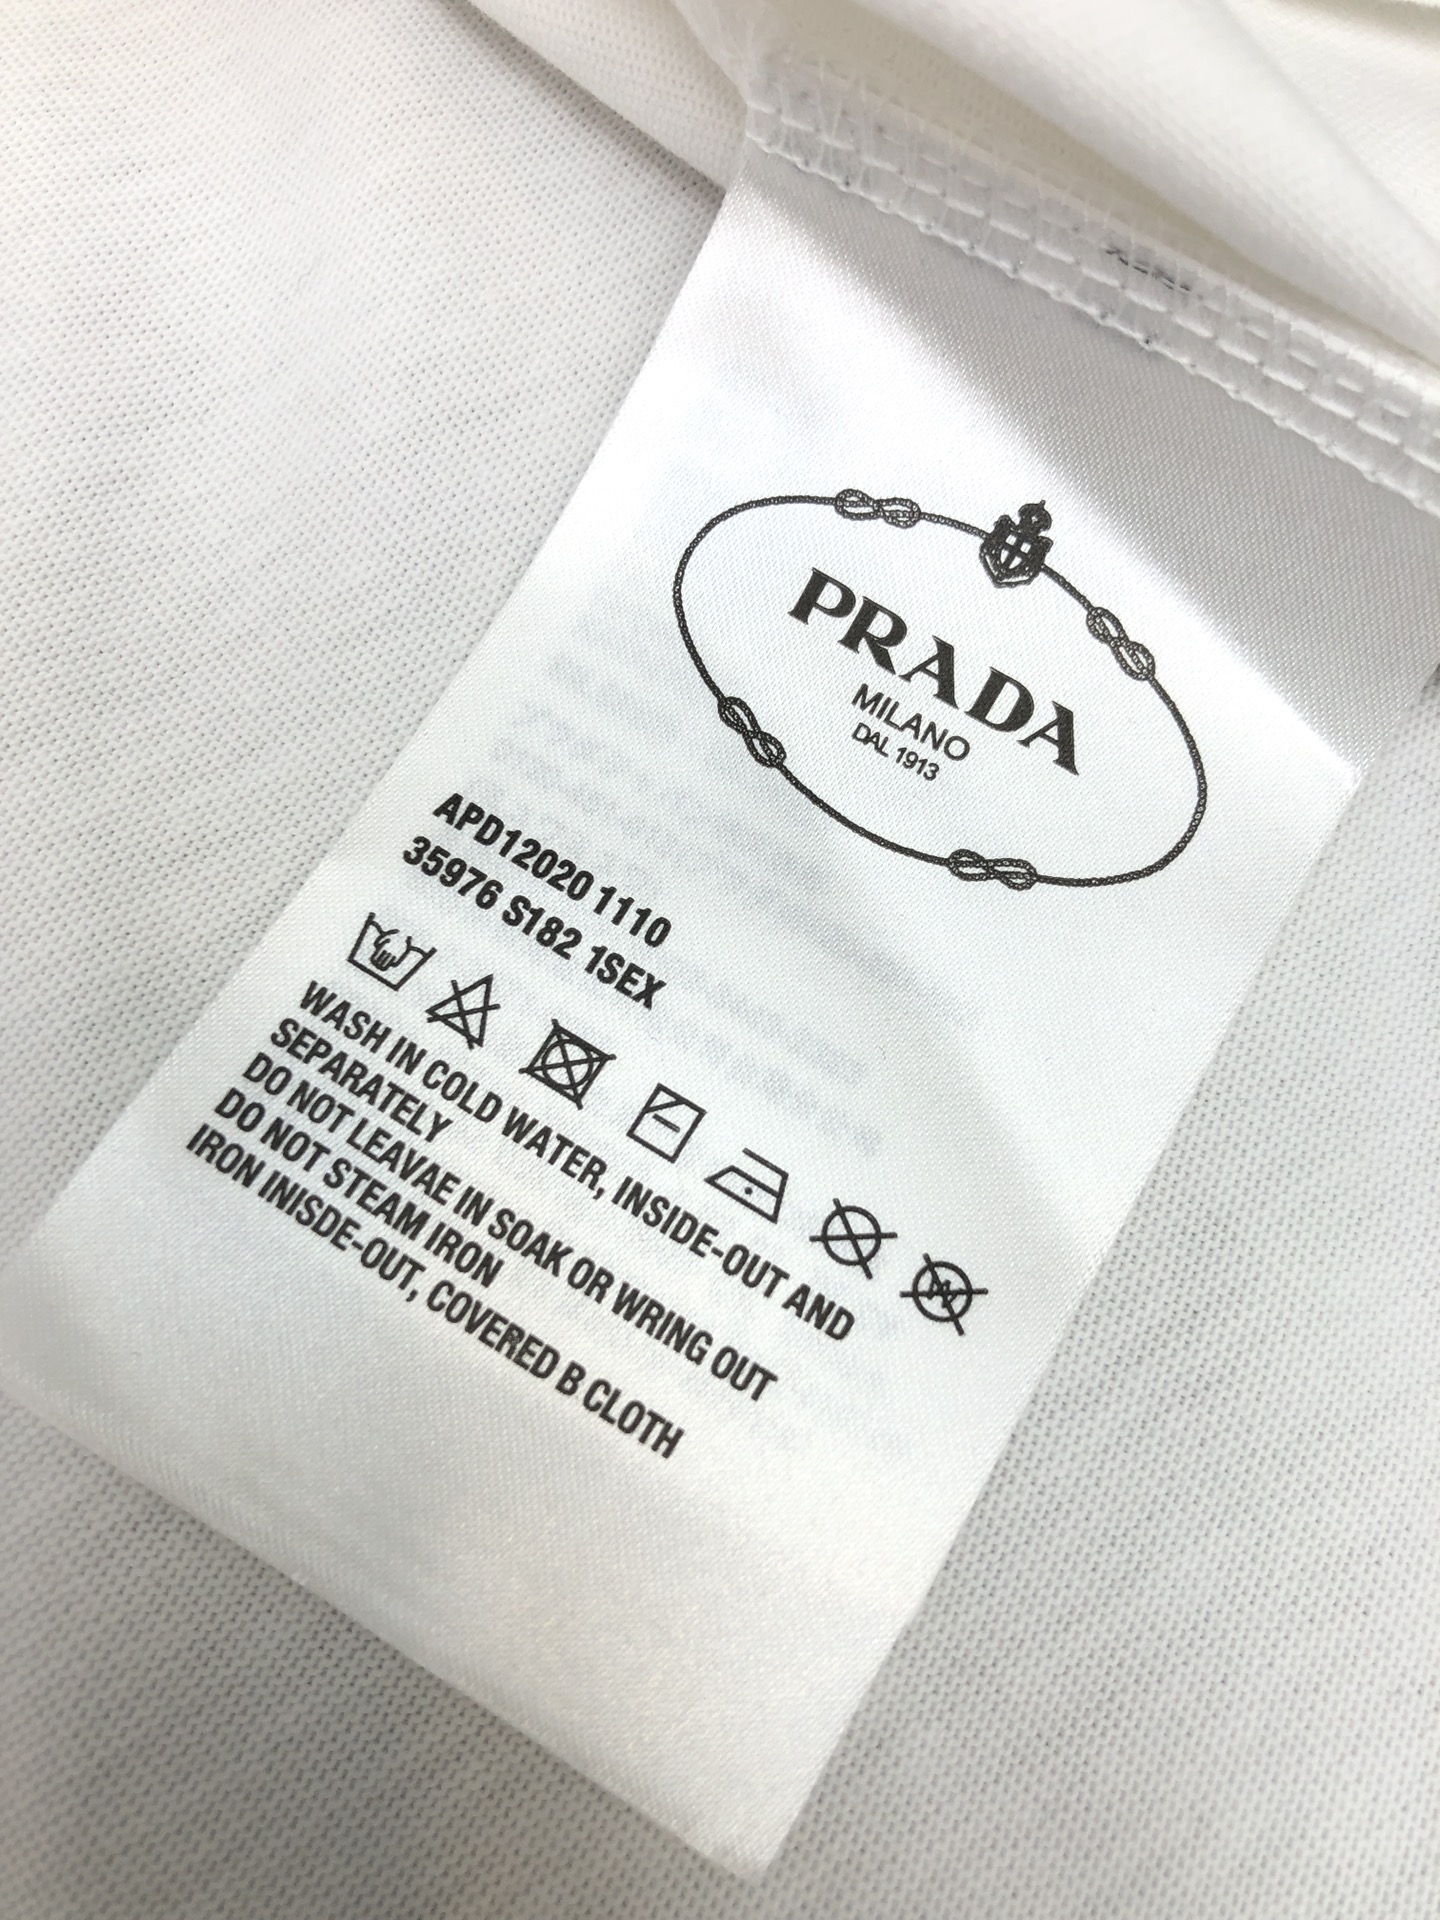 PRADA
MILANO
DAL 1913
APD12020 1110
35976 S182 1SEX
WASH IN COLD WATER, INSIDE-OUT AND
SEPARATELY
DO NOT LEAVAE IN SOAK OR WRING OUT
DO NOT STEAM IRON
IRON INISDE-OUT, COVERED B CLOTH